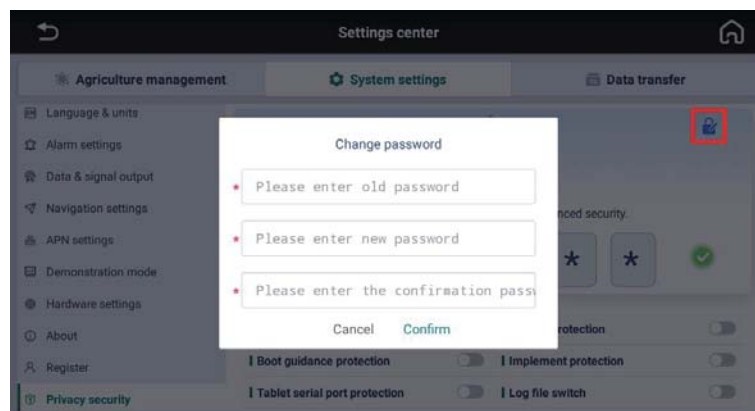 Settings center
Agriculture management
System settings
Data transfer
Language & units
Alarm settings
Data & signal output
Navigation settings
APN settings
Demonstration mode
Hardware settings
About
Register
Privacy security
Change password
* Please enter old password
* Please enter new password
* Please enter the confirmation passw
Cancel Confirm
nced security.
* *
rotection
Boot guidance protection
Implement protection
Tablet serial port protection
Log file switch